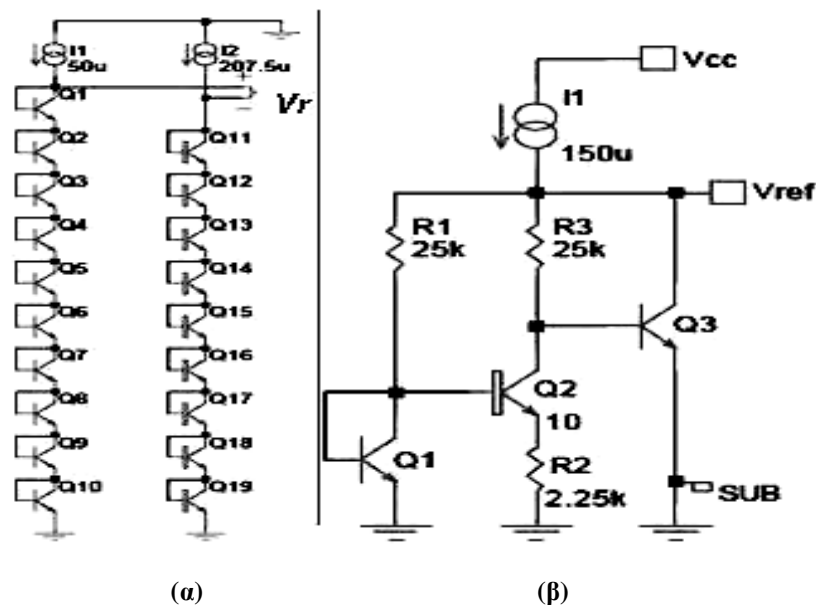 I1
50u
I2
207.5u
+
Vr
−
Q1
Q2
Q3
Q4
Q5
Q6
Q7
Q8
Q9
Q10
Q11
Q12
Q13
Q14
Q15
Q16
Q17
Q18
Q19
(α)
Vcc
I1
150u
Vref
R1
25k
R3
25k
Q3
Q2
10
Q1
R2
2.25k
SUB
(β)